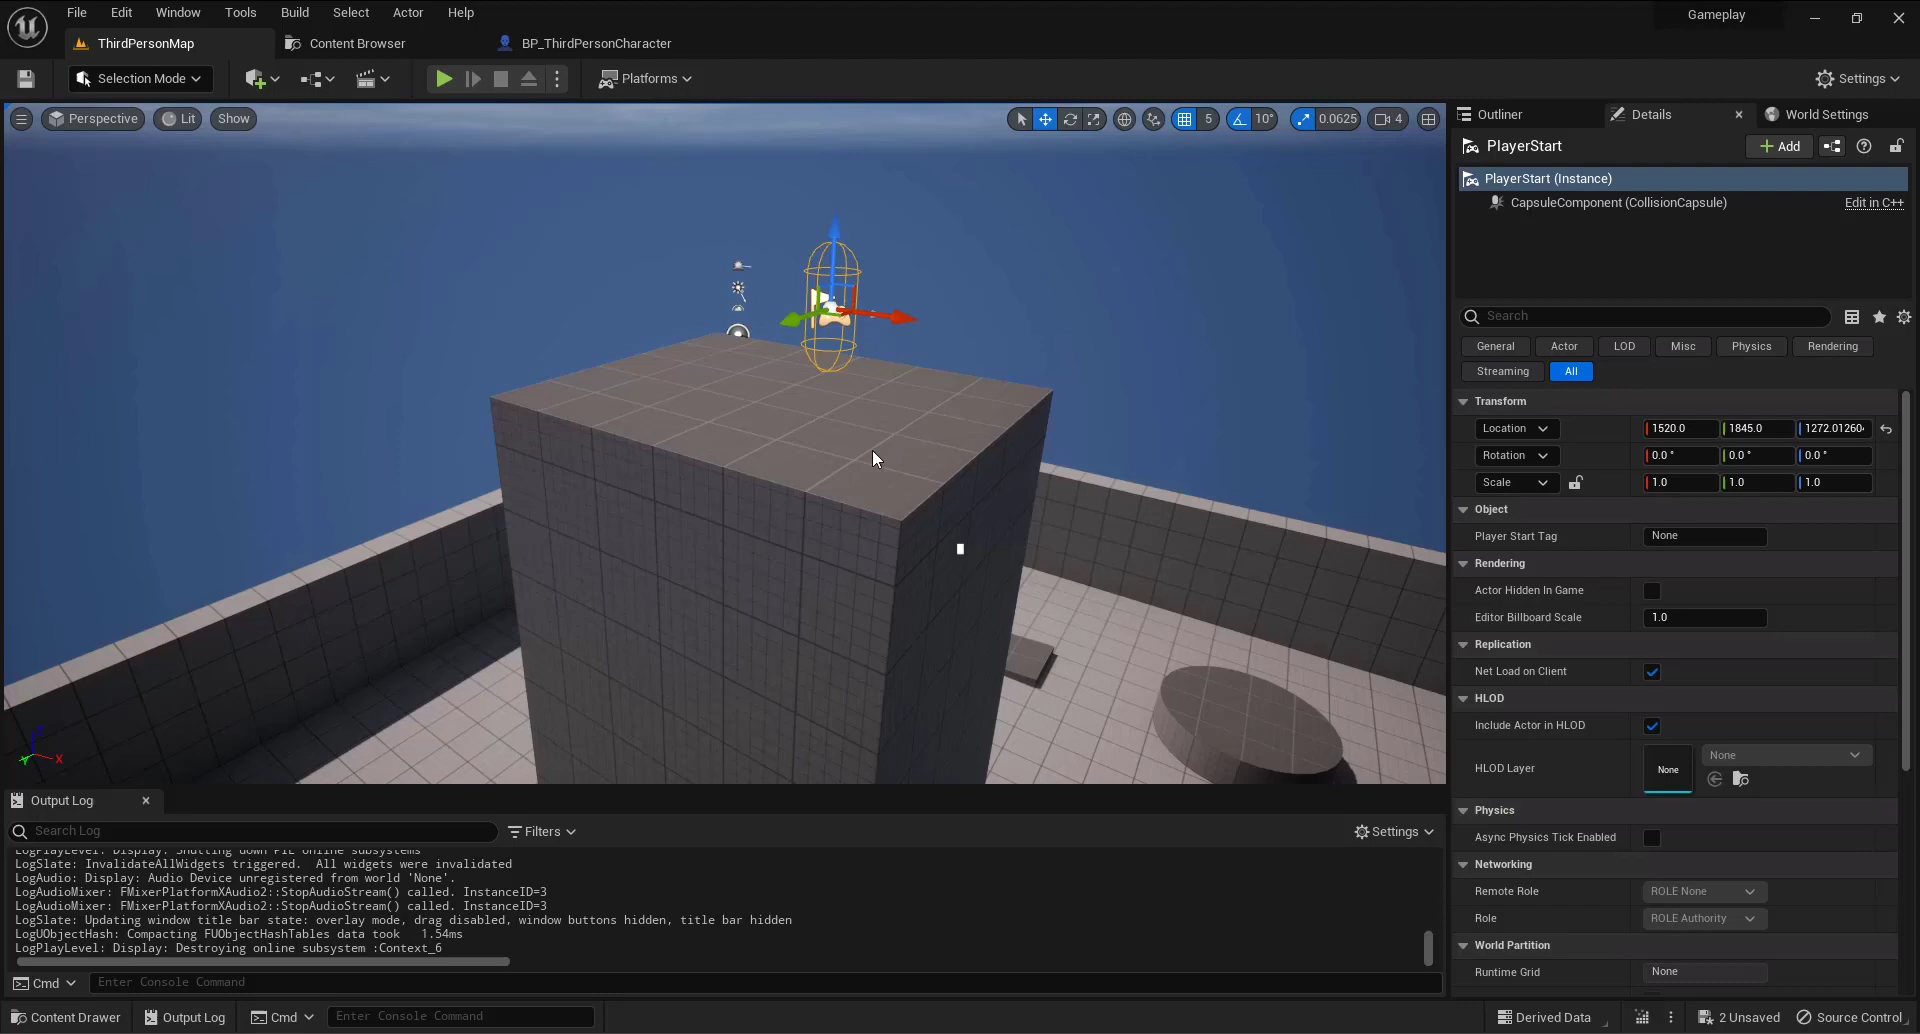 File Edit Window Tools Build Select Actor Help
Gameplay
ThirdPersonMap
Content Browser
BP_ThirdPersonCharacter
Selection Mode
Platforms
Settings
Perspective
Lit
Show
5
10°
0.0625
4
Outliner
Details
World Settings
PlayerStart
Add
PlayerStart (Instance)
CapsuleComponent (CollisionCapsule)
Edit in C++
Search
General
Actor
LOD
Misc
Physics
Rendering
Streaming
All
Transform
Location
1520.0
1845.0
1272.01260
Rotation
0.0 °
0.0 °
0.0 °
Scale
1.0
1.0
1.0
Object
Player Start Tag
None
Rendering
Actor Hidden In Game
Editor Billboard Scale
1.0
Replication
Net Load on Client
HLOD
Include Actor in HLOD
HLOD Layer
None
None
Physics
Async Physics Tick Enabled
Networking
Remote Role
ROLE None
Role
ROLE Authority
World Partition
Runtime Grid
None
Z
X
Y
Output Log
Search Log
Filters
Settings
LogPlayLevel: Display: Shutting down PIE online subsystems
LogSlate: InvalidateAllWidgets triggered.  All widgets were invalidated
LogAudio: Display: Audio Device unregistered from world 'None'.
LogAudioMixer: FMixerPlatformXAudio2::StopAudioStream() called. InstanceID=3
LogAudioMixer: FMixerPlatformXAudio2::StopAudioStream() called. InstanceID=3
LogSlate: Updating window title bar state: overlay mode, drag disabled, window buttons hidden, title bar hidden
LogUObjectHash: Compacting FUObjectHashTables data took   1.54ms
LogPlayLevel: Display: Destroying online subsystem :Context_6
Cmd
Enter Console Command
Content Drawer
Output Log
Cmd
Enter Console Command
Derived Data
2 Unsaved
Source Control